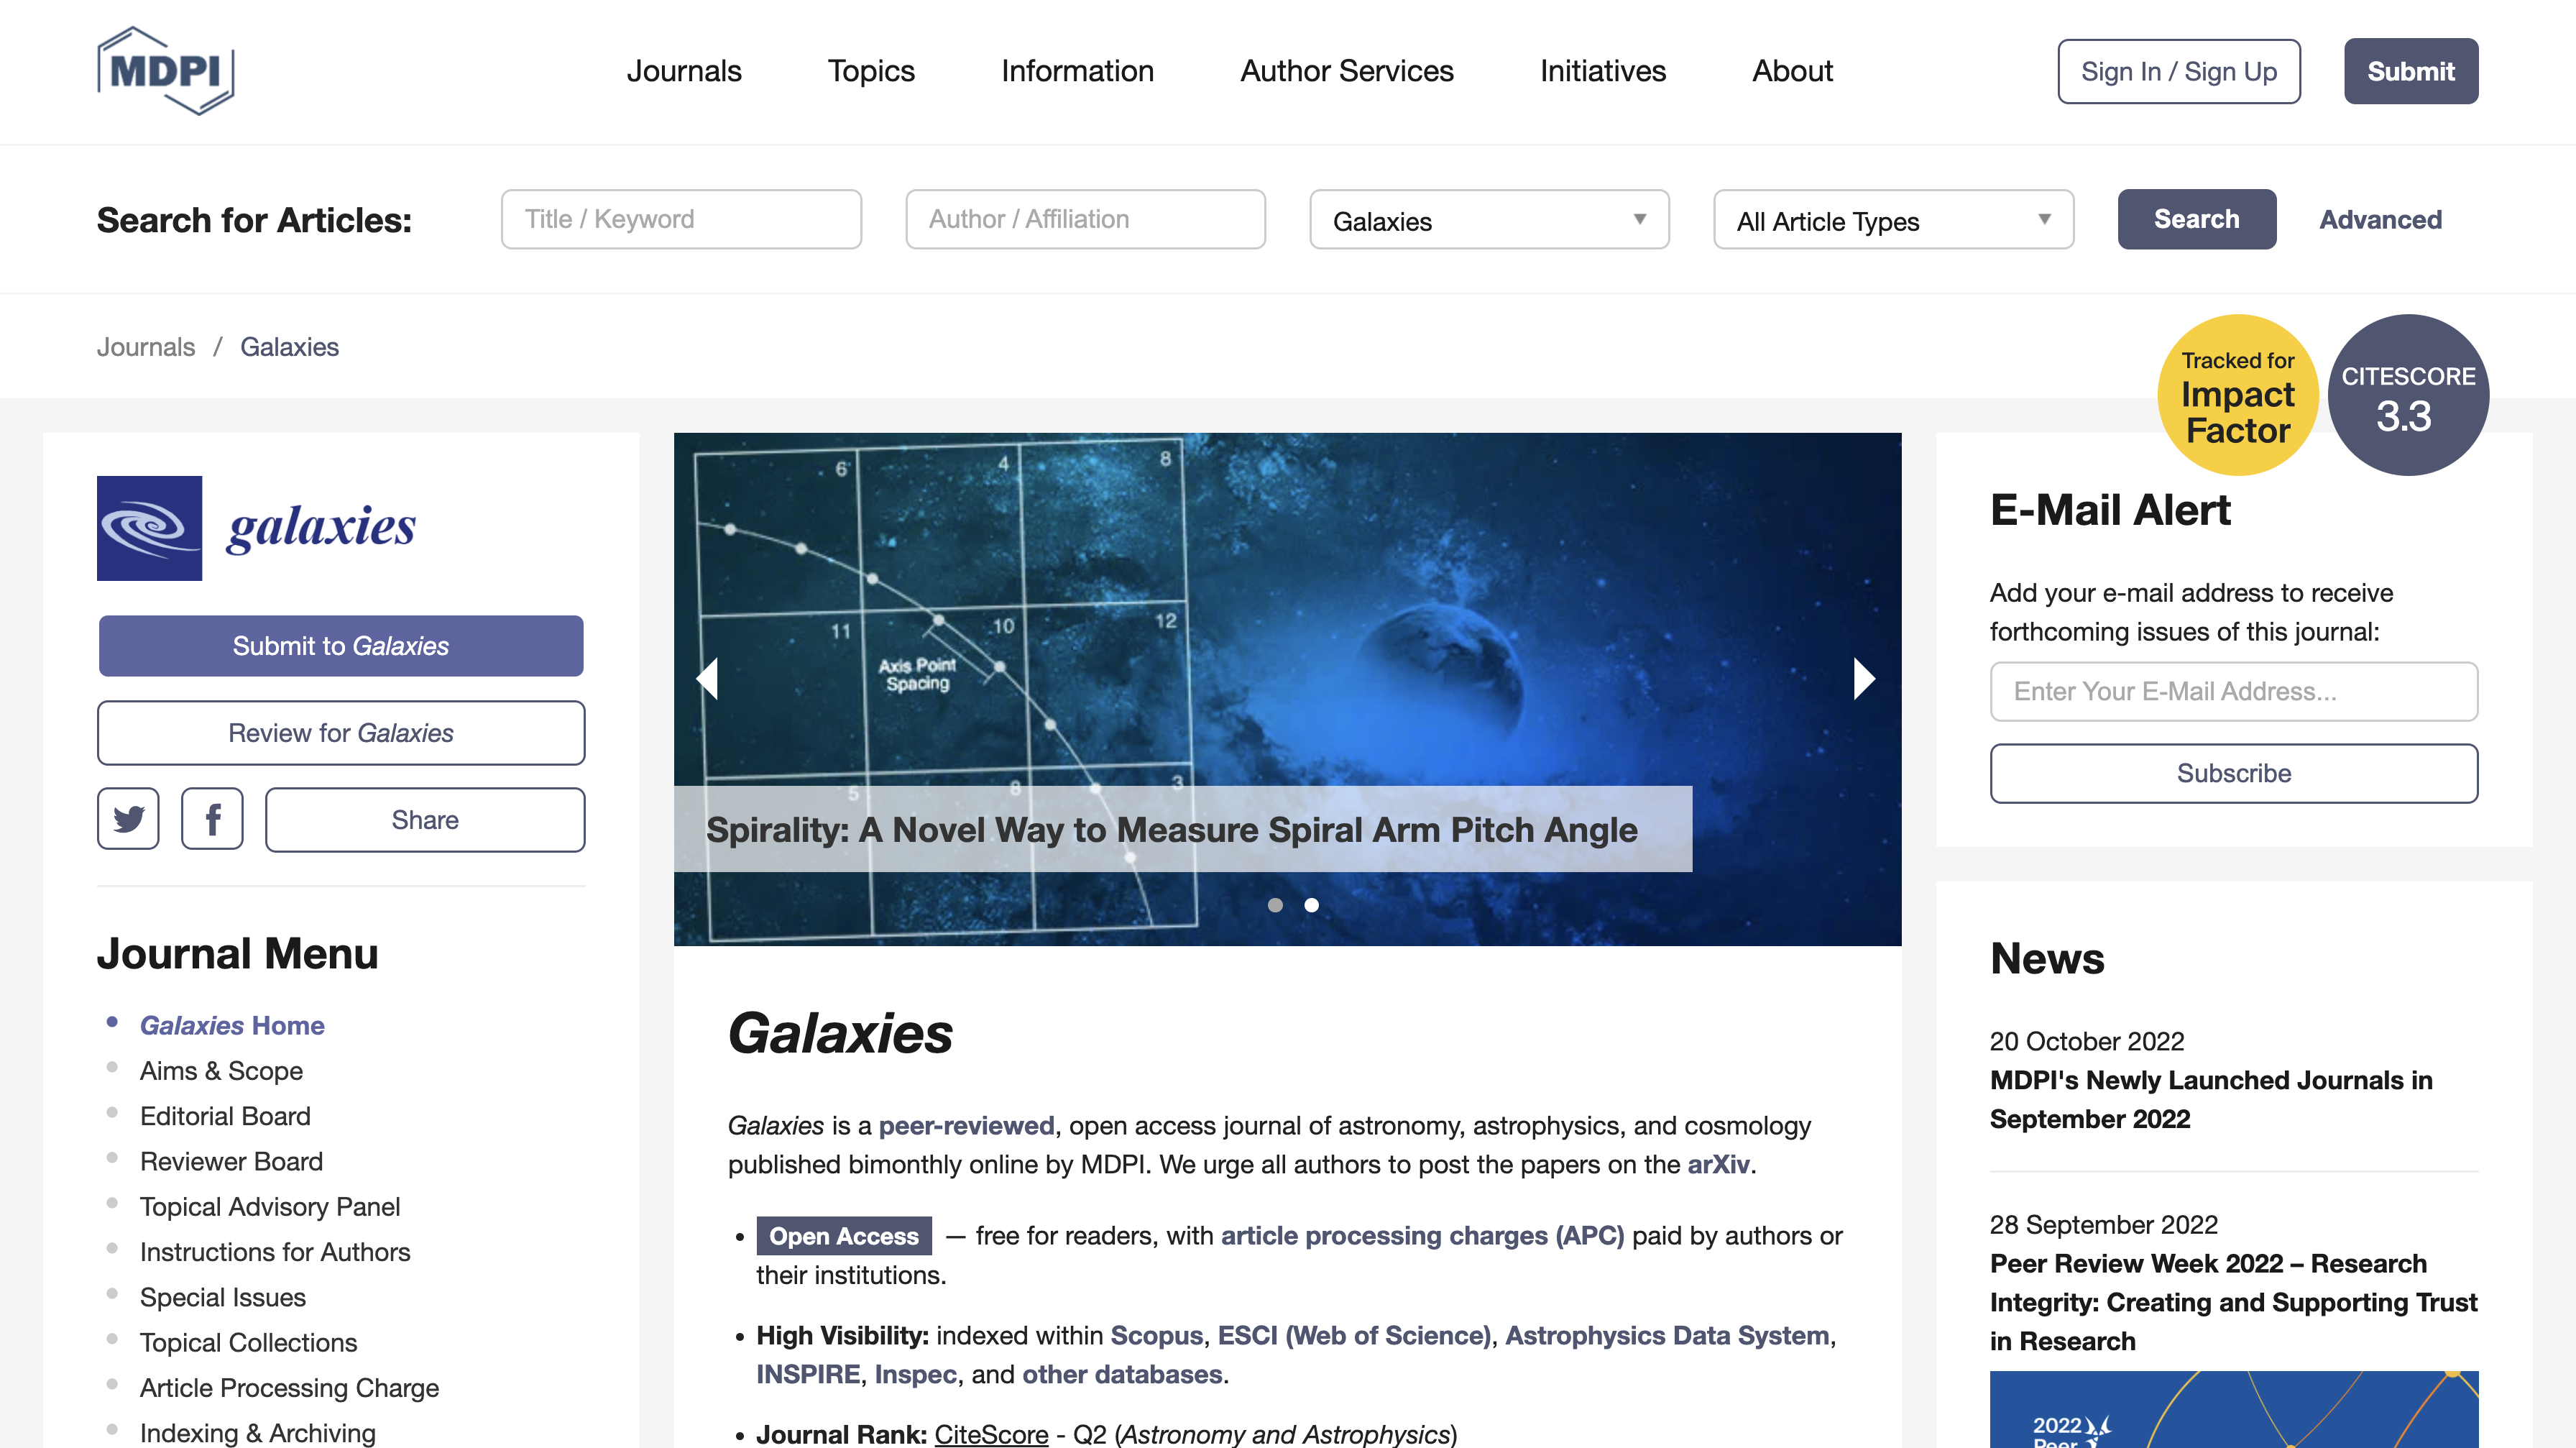 MDPI
Journals
Topics
Information
Author Services
Initiatives
About
Sign In / Sign Up
Submit
Search for Articles:
Title / Keyword
Author / Affiliation
Galaxies
All Article Types
Search
Advanced
Journals / Galaxies
Tracked for
Impact
Factor
CITESCORE
3.3
galaxies
Submit to Galaxies
Review for Galaxies
Share
Journal Menu
Galaxies Home
Aims & Scope
Editorial Board
Reviewer Board
Topical Advisory Panel
Instructions for Authors
Special Issues
Topical Collections
Article Processing Charge
Indexing & Archiving
6 4 8
11 10 12
Axis Point
Spacing
5 8 3
Spirality: A Novel Way to Measure Spiral Arm Pitch Angle
Galaxies
Galaxies is a peer-reviewed, open access journal of astronomy, astrophysics, and cosmology
published bimonthly online by MDPI. We urge all authors to post the papers on the arXiv.
• Open Access — free for readers, with article processing charges (APC) paid by authors or
their institutions.
• High Visibility: indexed within Scopus, ESCI (Web of Science), Astrophysics Data System,
INSPIRE, Inspec, and other databases.
• Journal Rank: CiteScore - Q2 (Astronomy and Astrophysics)
E-Mail Alert
Add your e-mail address to receive
forthcoming issues of this journal:
Enter Your E-Mail Address...
Subscribe
News
20 October 2022
MDPI's Newly Launched Journals in
September 2022
28 September 2022
Peer Review Week 2022 – Research
Integrity: Creating and Supporting Trust
in Research
2022
Peer